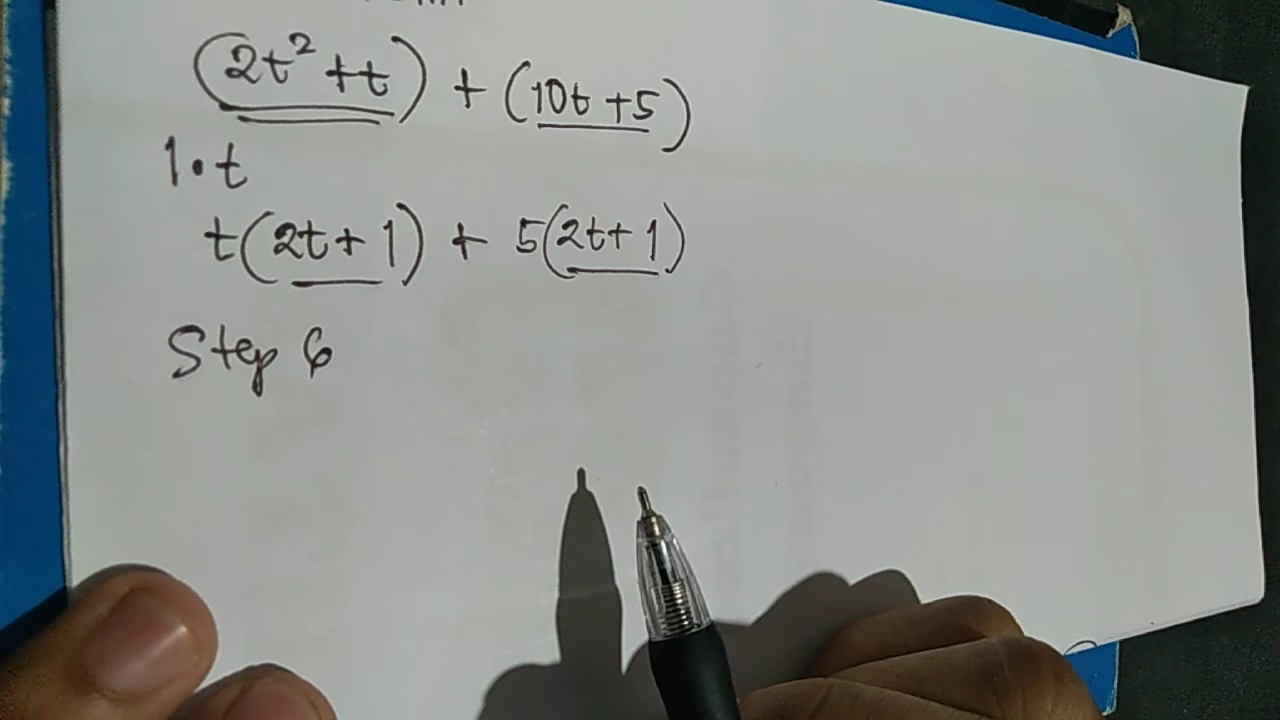 (2t² + t) + (10t + 5)
1·t
t(2t + 1) + 5(2t + 1)
Step 6